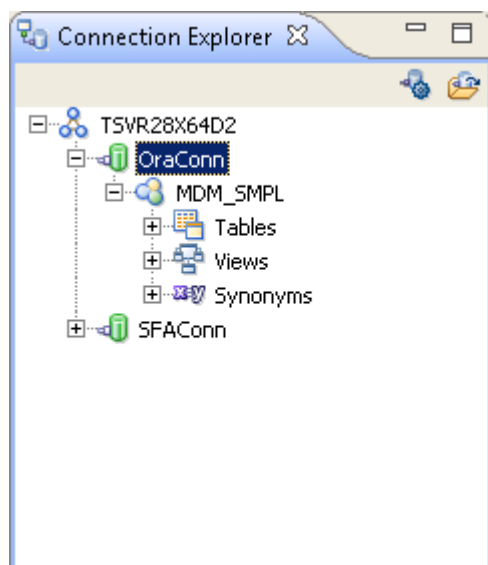 Connection Explorer
TSVR28X64D2
OraConn
MDM_SMPL
Tables
Views
Synonyms
SFAConn